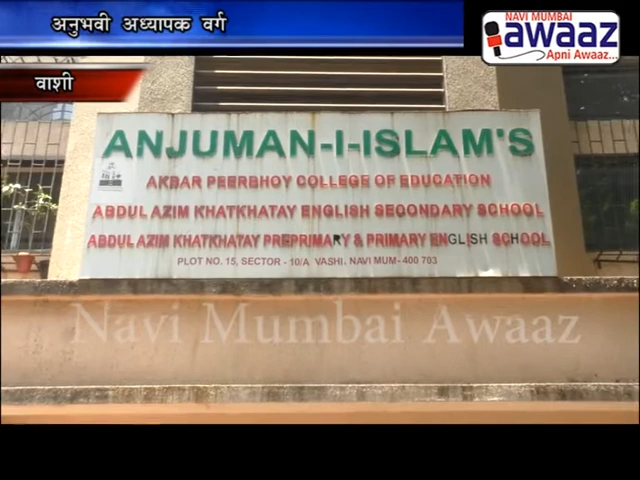 अनुभवी अध्यापक वर्ग
NAVI MUMBAI
awaaz
Apni Awaaz...
वाशी
ANJUMAN-I-ISLAM'S
AKBAR PEERBHOY COLLEGE OF EDUCATION
ABDUL AZIM KHATKHATAY ENGLISH SECONDARY SCHOOL
ABDUL AZIM KHATKHATAY PREPRIMARY & PRIMARY ENGLISH SCHOOL
PLOT NO. 15, SECTOR - 10/A VASHI, NAVI MUM- 400 703
Navi Mumbai Awaaz